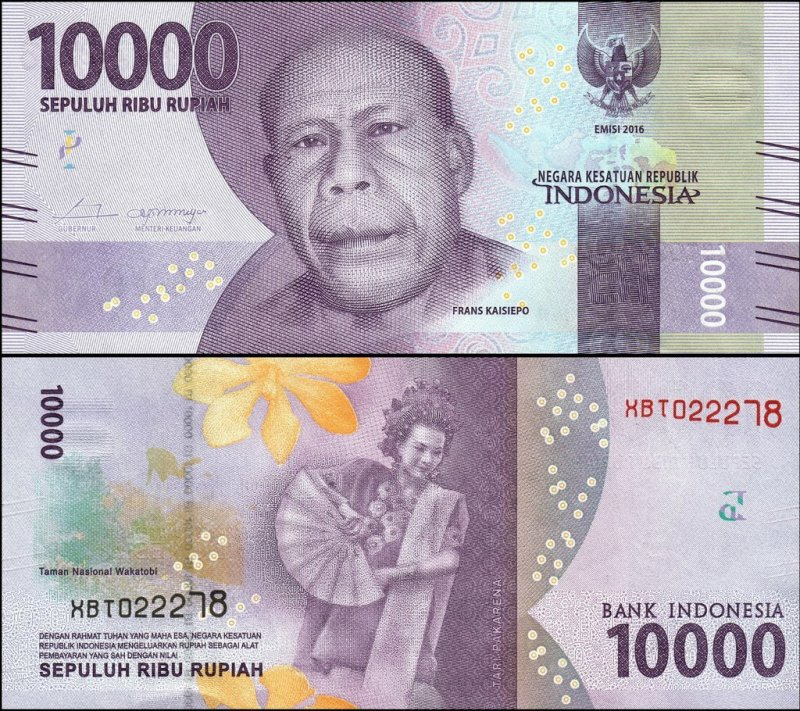 10000
SEPULUH RIBU RUPIAH
EMISI 2016
NEGARA KESATUAN REPUBLIK
INDONESIA
GUBERNUR
MENTERI KEUANGAN
FRANS KAISIEPO
10000
10000
XBT022278
Taman Nasional Wakatobi
XBT022278
DENGAN RAHMAT TUHAN YANG MAHA ESA, NEGARA KESATUAN
REPUBLIK INDONESIA MENGELUARKAN RUPIAH SEBAGAI ALAT
PEMBAYARAN YANG SAH DENGAN NILAI
SEPULUH RIBU RUPIAH
TARI PAKARENA
BANK INDONESIA
10000